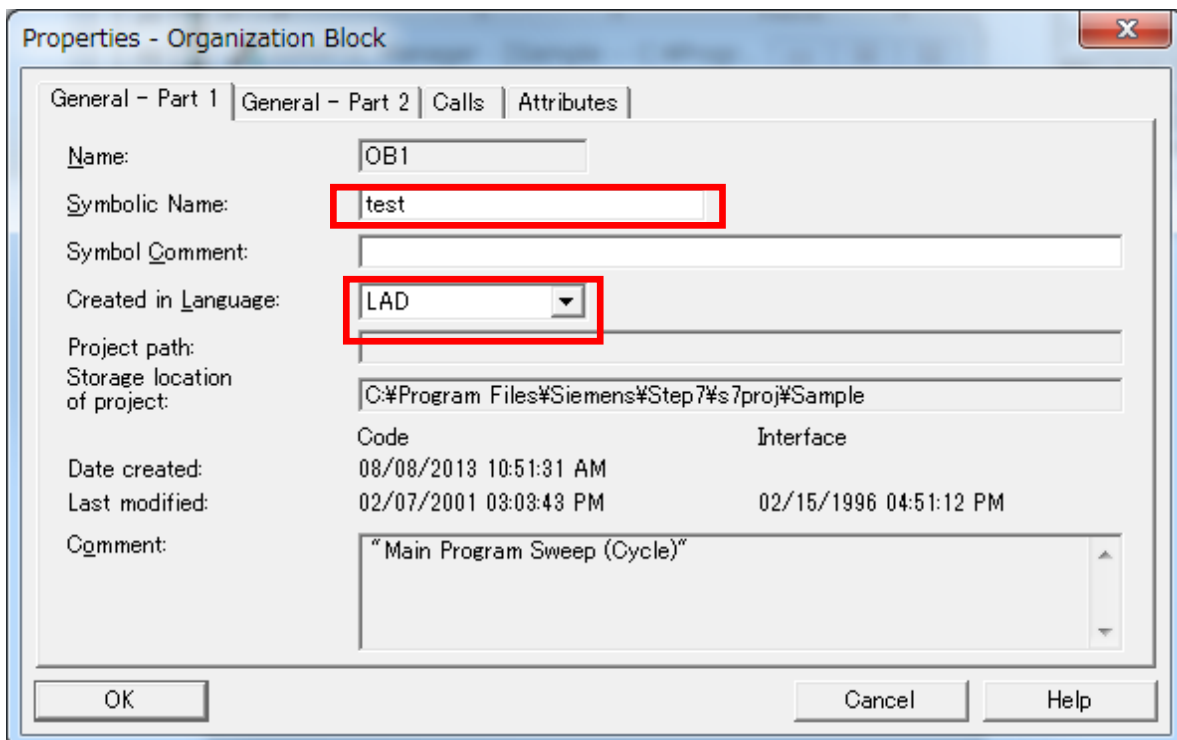 Properties - Organization Block
General - Part 1 General - Part 2 Calls Attributes
Name: OB1
Symbolic Name: test
Symbol Comment:
Created in Language: LAD
Project path:
Storage location
of project: C:¥Program Files¥Siemens¥Step7¥s7proj¥Sample
Code Interface
Date created: 08/08/2013 10:51:31 AM
Last modified: 02/07/2001 03:03:43 PM 02/15/1996 04:51:12 PM
Comment: "Main Program Sweep (Cycle)"
OK Cancel Help